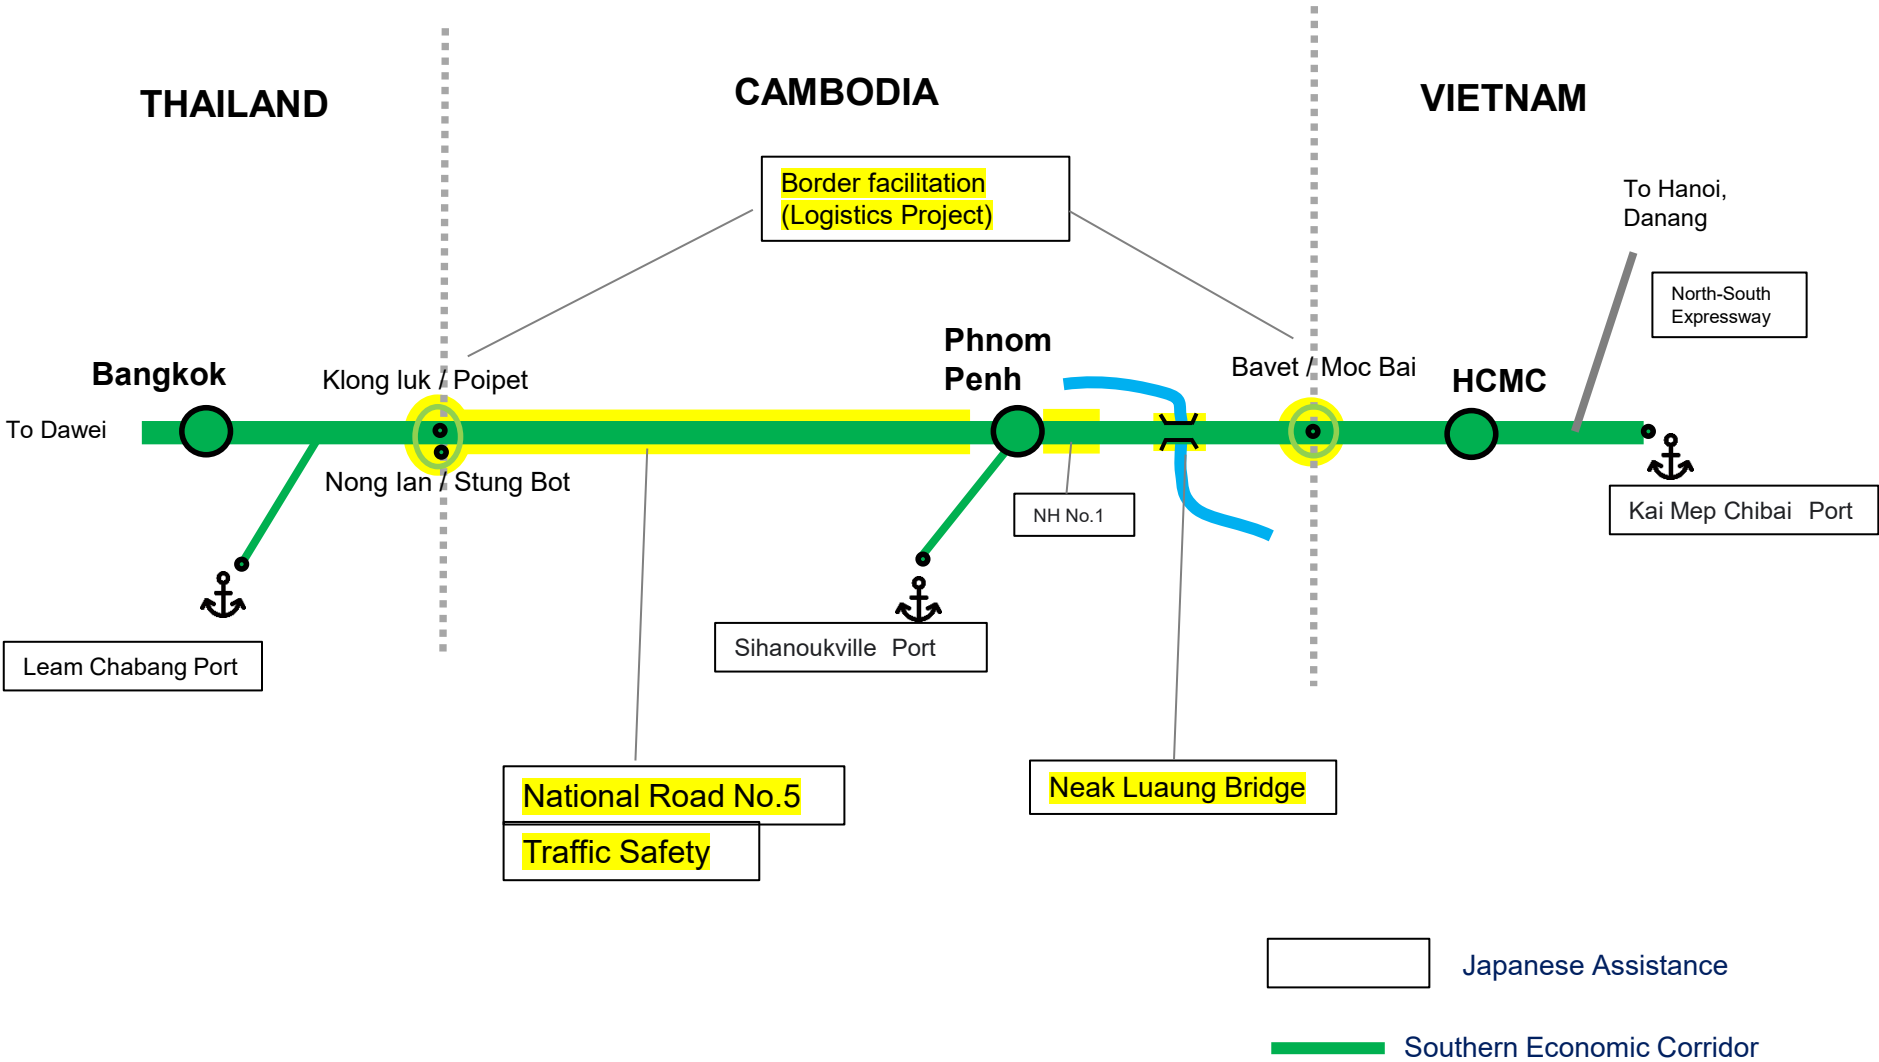 THAILAND
CAMBODIA
VIETNAM
Border facilitation
(Logistics Project)
To Hanoi,
Danang
North-South
Expressway
Phnom
Penh
Bangkok
Klong luk / Poipet
Bavet / Moc Bai
HCMC
To Dawei
Nong Ian / Stung Bot
NH No.1
Kai Mep Chibai Port
Leam Chabang Port
Sihanoukville Port
National Road No.5
Traffic Safety
Neak Luaung Bridge
Japanese Assistance
Southern Economic Corridor